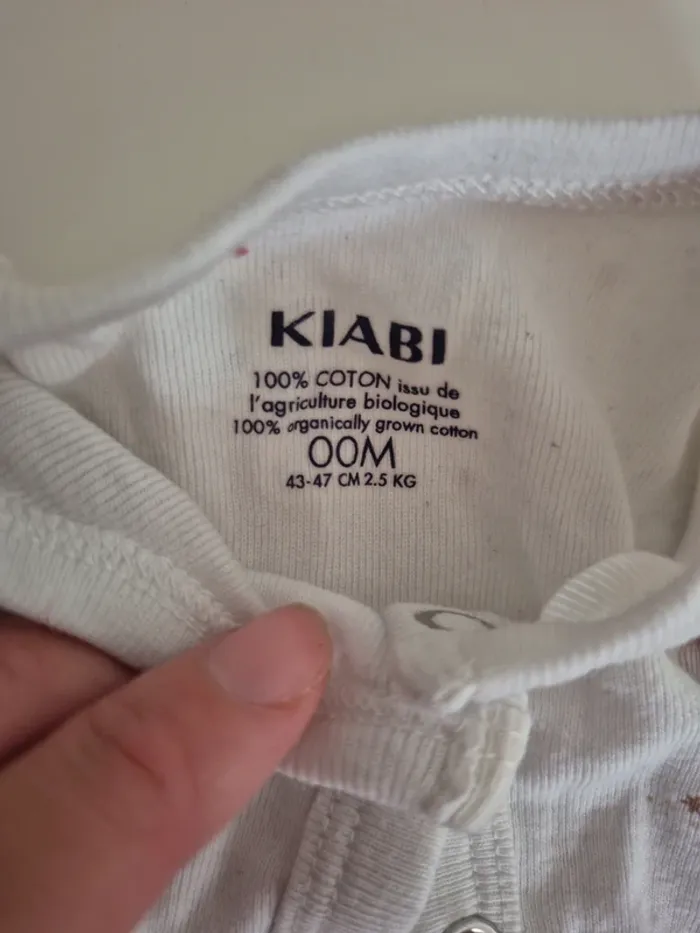 KIABI
100% COTON issu de
l'agriculture biologique
100% organically grown cotton
00M
43-47 CM 2.5 KG